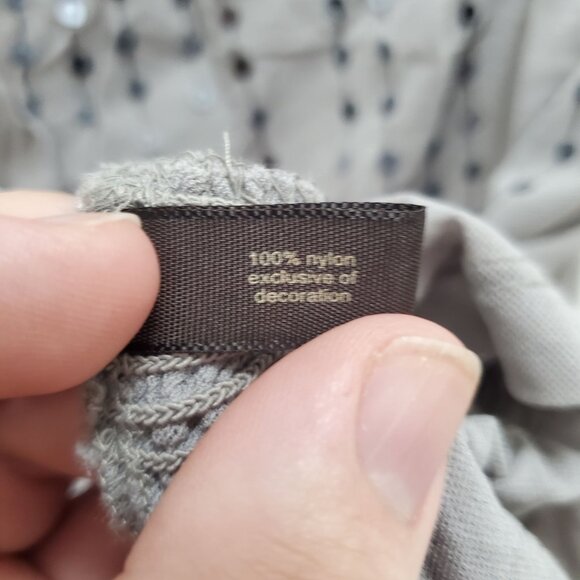 100% nylon
exclusive of
decoration